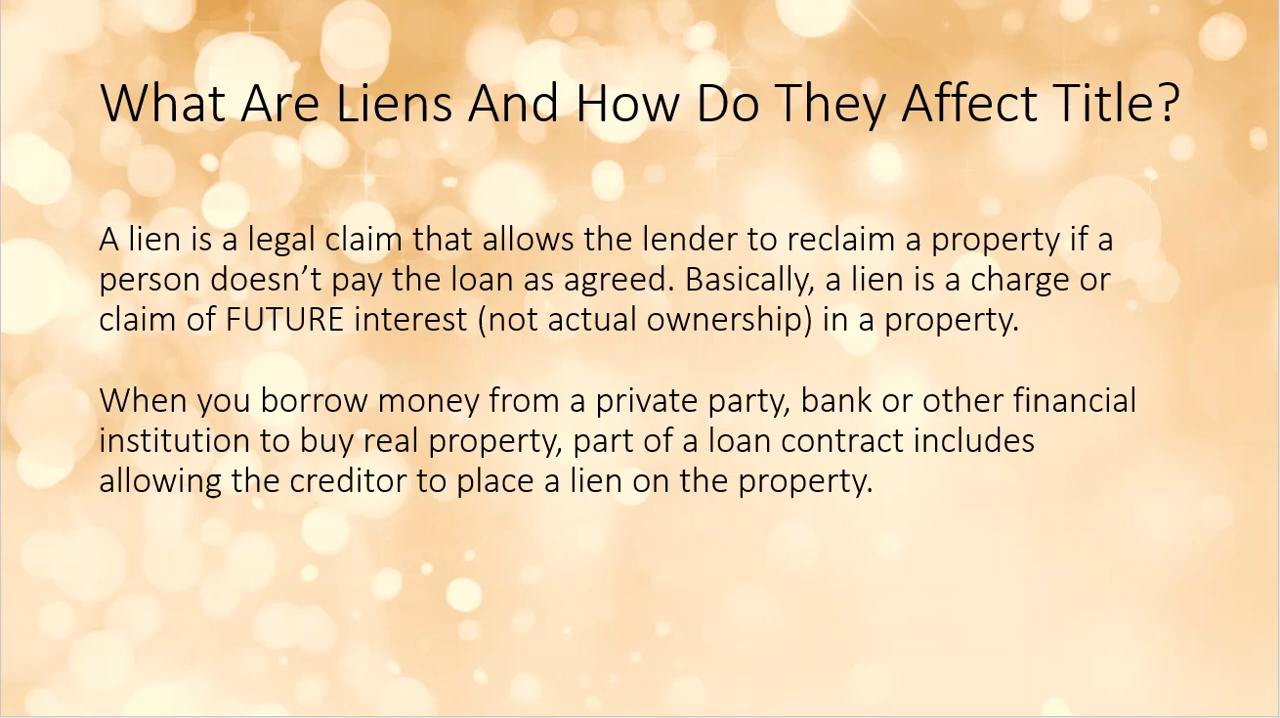 What Are Liens And How Do They Affect Title?
A lien is a legal claim that allows the lender to reclaim a property if a
person doesn’t pay the loan as agreed. Basically, a lien is a charge or
claim of FUTURE interest (not actual ownership) in a property.
When you borrow money from a private party, bank or other financial
institution to buy real property, part of a loan contract includes
allowing the creditor to place a lien on the property.